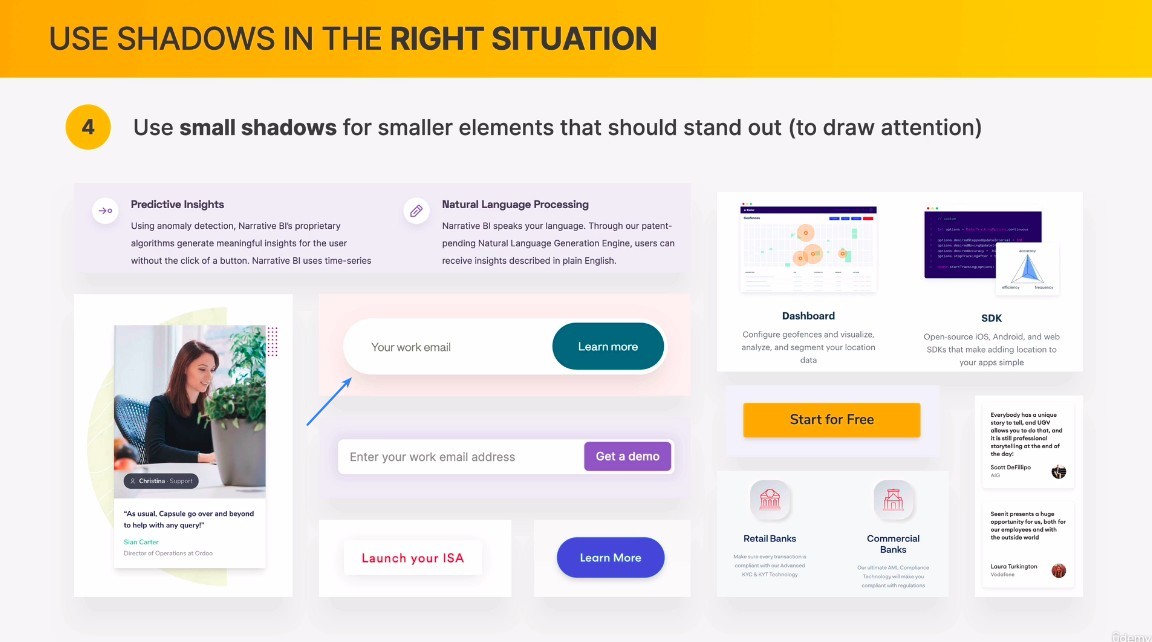 USE SHADOWS IN THE RIGHT SITUATION
4
Use small shadows for smaller elements that should stand out (to draw attention)
Predictive Insights
Using anomaly detection, Narrative BI's proprietary
algorithms generate meaningful insights for the user
without the click of a button. Narrative BI uses time-series
Natural Language Processing
Narrative BI speaks your language. Through our patent-
pending Natural Language Generation Engine, users can
receive insights described in plain English.
Christina · Support
"As usual, Capsule go over and beyond
to help with any query!"
Sian Carter
Director of Operations at Ordoo
Your work email
Learn more
Enter your work email address
Get a demo
Launch your ISA
Learn More
Dashboard
Configure geofences and visualize,
analyze, and segment your location
data
efficiency
frequency
SDK
Open-source iOS, Android, and web
SDKs that make adding location to
your apps simple
Start for Free
Retail Banks
Make sure every transaction is
compliant with our Advanced
KYC & KYT Technology
Commercial
Banks
Our ultimate AML Compliance
Technology will make you
compliant with regulations
Everybody has a unique
story to tell, and UGV
allows you to do that, and
it is still professional
storytelling at the end of
the day!
Scott DeFillipo
AIG
Seen it presents a huge
opportunity for us, both for
our employees and with
the outside world
Laura Turkington
Vodafone
ûdemy